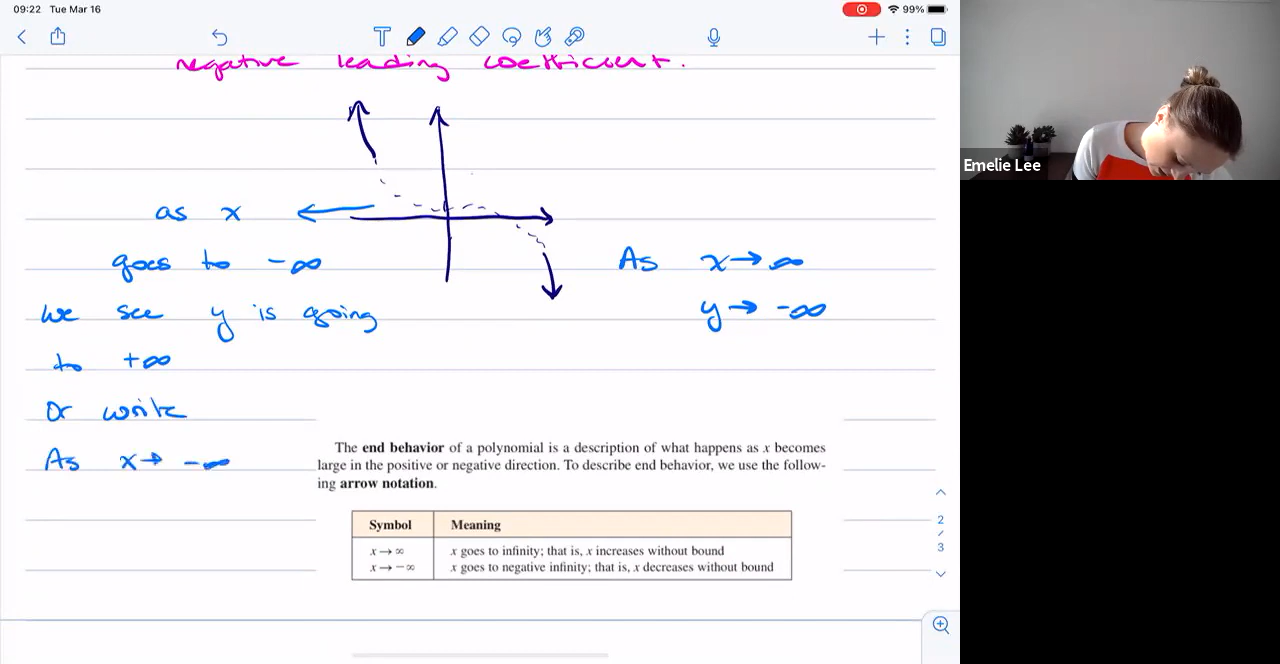 09:22 Tue Mar 16
99%
negative leading coefficient.
as x
goes to -∞
we see y is going
to +∞
Or write
As x → -∞
As x → ∞
y → -∞
The end behavior of a polynomial is a description of what happens as x becomes
large in the positive or negative direction. To describe end behavior, we use the follow-
ing arrow notation.
Symbol Meaning
x → ∞ x goes to infinity; that is, x increases without bound
x → -∞ x goes to negative infinity; that is, x decreases without bound
2
/
3
Emelie Lee